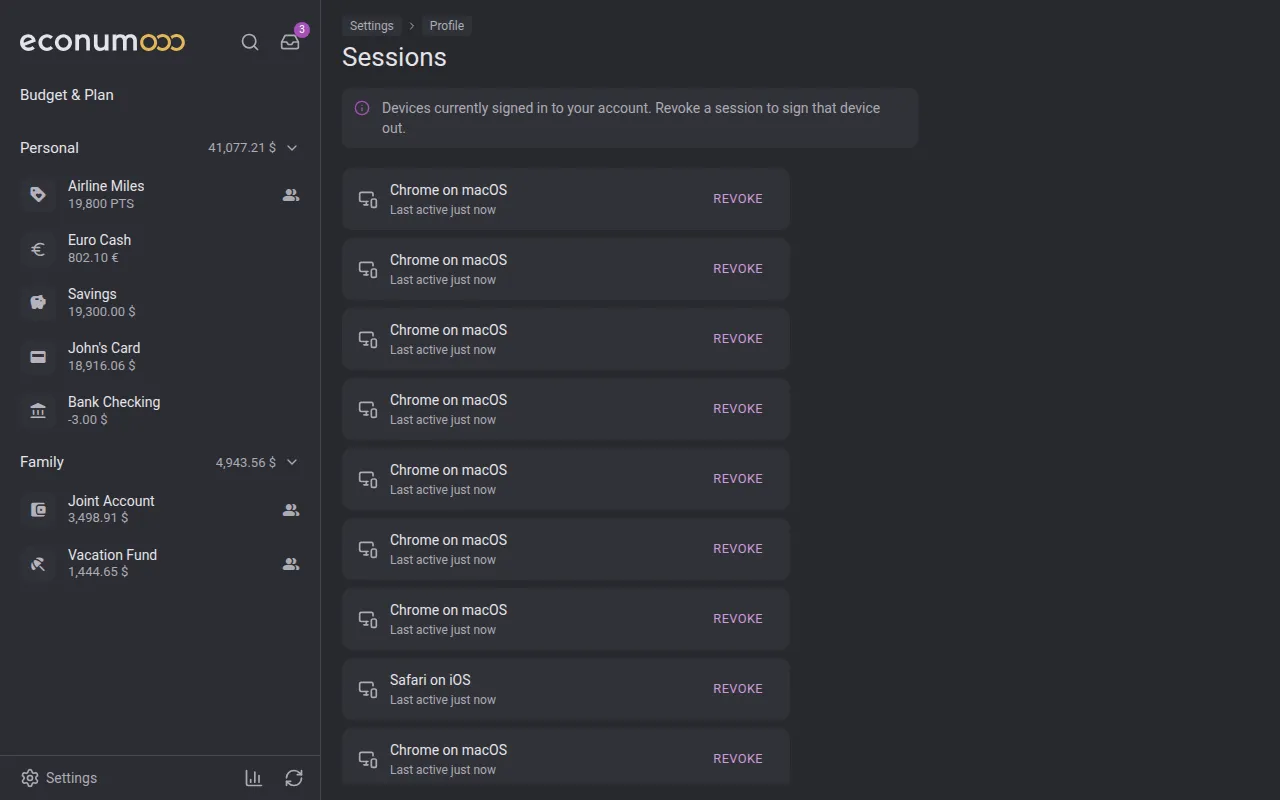 econumo
3
Budget & Plan
Personal 41,077.21 $
Airline Miles
19,800 PTS
Euro Cash
802.10 €
Savings
19,300.00 $
John's Card
18,916.06 $
Bank Checking
-3.00 $
Family 4,943.56 $
Joint Account
3,498.91 $
Vacation Fund
1,444.65 $
Settings
Settings > Profile
Sessions
Devices currently signed in to your account. Revoke a session to sign that device
out.
Chrome on macOS
Last active just now
REVOKE
Chrome on macOS
Last active just now
REVOKE
Chrome on macOS
Last active just now
REVOKE
Chrome on macOS
Last active just now
REVOKE
Chrome on macOS
Last active just now
REVOKE
Chrome on macOS
Last active just now
REVOKE
Chrome on macOS
Last active just now
REVOKE
Safari on iOS
Last active just now
REVOKE
Chrome on macOS
Last active just now
REVOKE